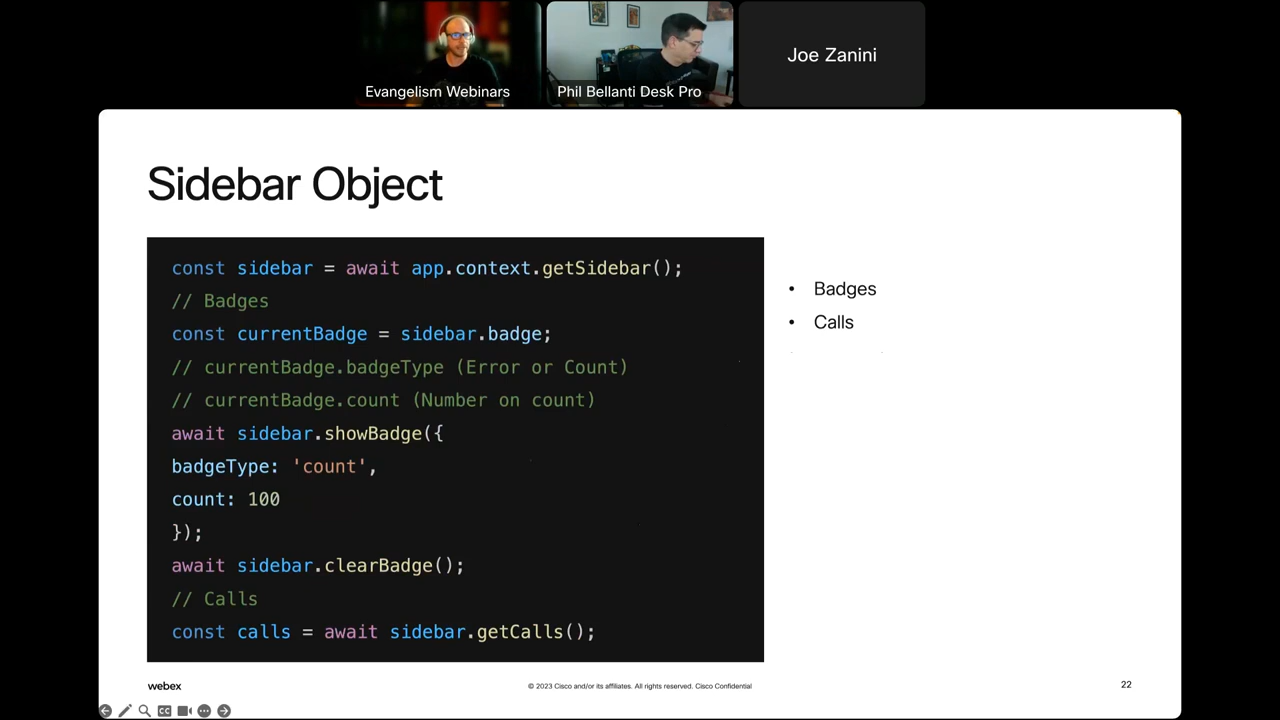 Evangelism Webinars
Phil Bellanti Desk Pro
Joe Zanini
Sidebar Object
const sidebar = await app.context.getSidebar();
// Badges
const currentBadge = sidebar.badge;
// currentBadge.badgeType (Error or Count)
// currentBadge.count (Number on count)
await sidebar.showBadge({
badgeType: 'count',
count: 100
});
await sidebar.clearBadge();
// Calls
const calls = await sidebar.getCalls();
• Badges
• Calls
webex
© 2023 Cisco and/or its affiliates. All rights reserved. Cisco Confidential
22
CC